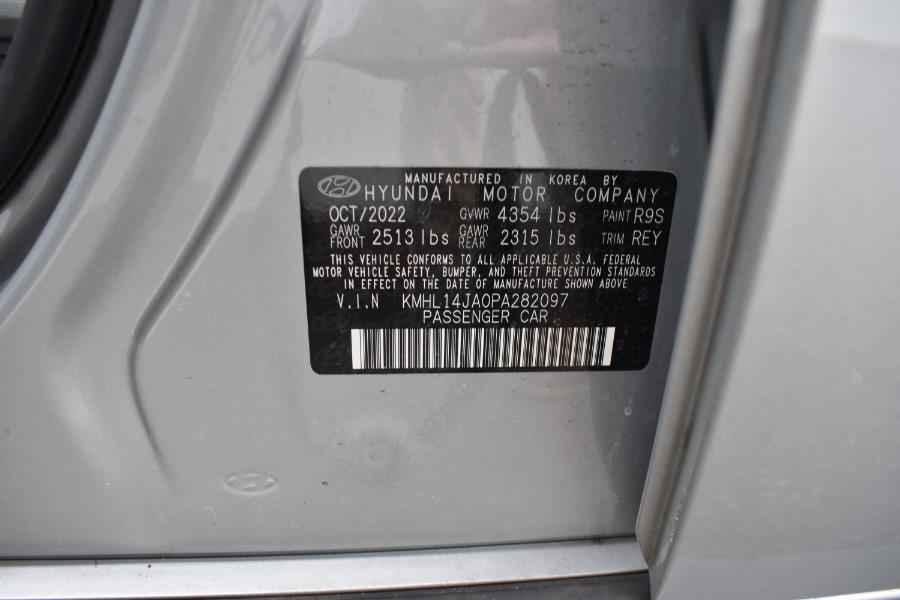 MANUFACTURED IN KOREA BY
HYUNDAI MOTOR COMPANY
OCT/2022 GVWR 4354 lbs PAINT R9S
GAWR FRONT 2513 lbs GAWR REAR 2315 lbs TRIM REY
THIS VEHICLE CONFORMS TO ALL APPLICABLE U.S.A. FEDERAL
MOTOR VEHICLE SAFETY, BUMPER, AND THEFT PREVENTION STANDARDS
IN EFFECT ON THE DATE OF MANUFACTURE SHOWN ABOVE
V.I.N KMHL14JA0PA282097
PASSENGER CAR